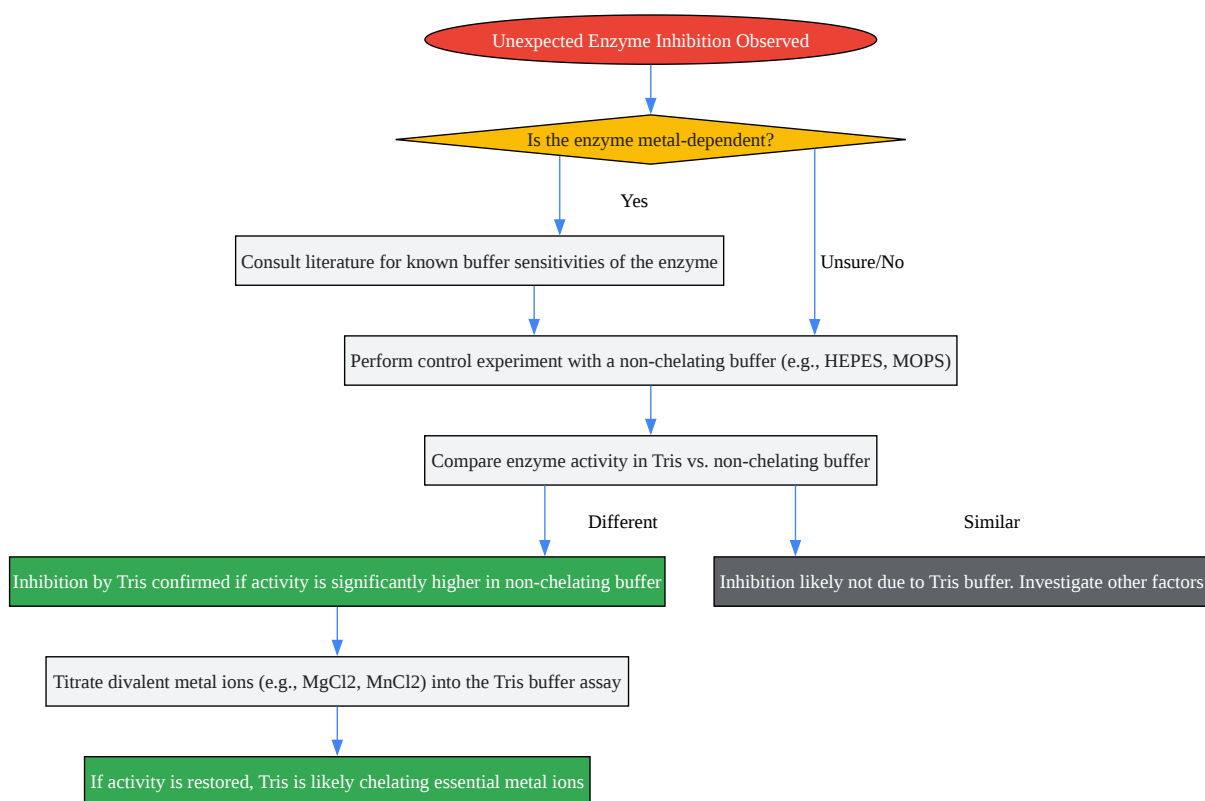 Unexpected Enzyme Inhibition Observed
Is the enzyme metal-dependent?
Yes
Consult literature for known buffer sensitivities of the enzyme
Unsure/No
Perform control experiment with a non-chelating buffer (e.g., HEPES, MOPS)
Compare enzyme activity in Tris vs. non-chelating buffer
Different
Similar
Inhibition by Tris confirmed if activity is significantly higher in non-chelating buffer
Inhibition likely not due to Tris buffer. Investigate other factors
Titrate divalent metal ions (e.g., MgCl2, MnCl2) into the Tris buffer assay
If activity is restored, Tris is likely chelating essential metal ions